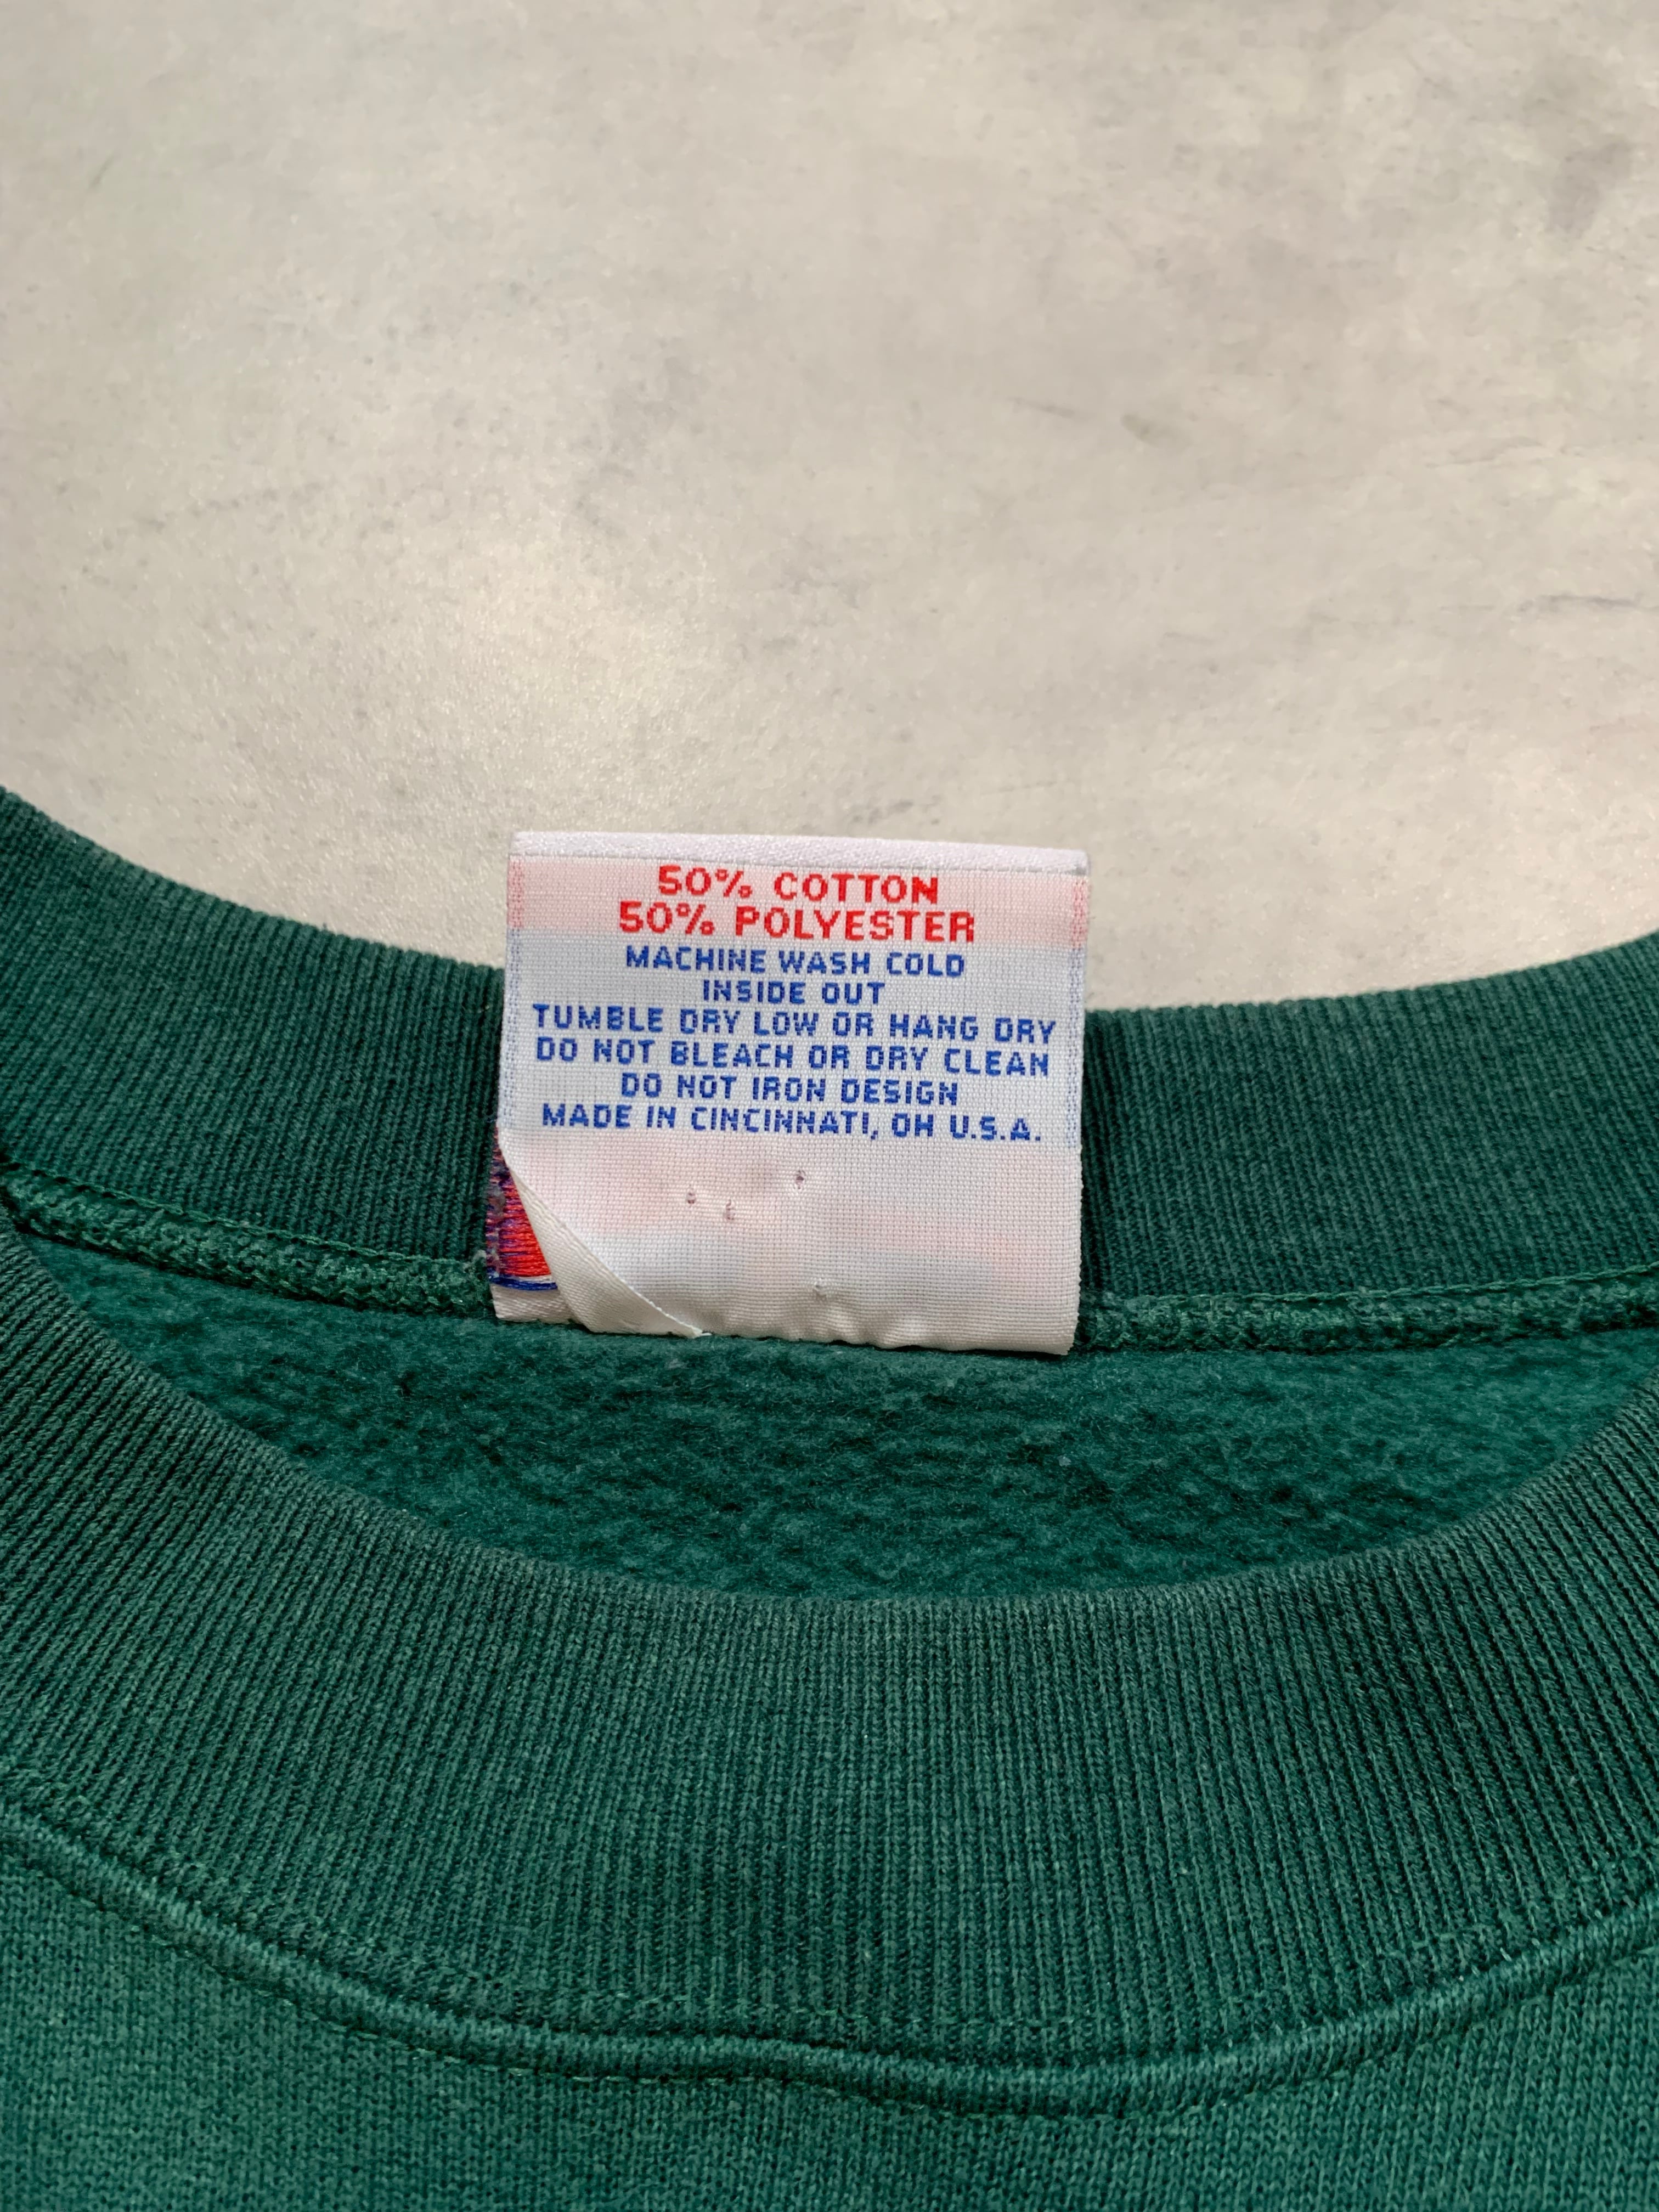 50% COTTON
50% POLYESTER
MACHINE WASH COLD
INSIDE OUT
TUMBLE DRY LOW OR HANG DRY
DO NOT BLEACH OR DRY CLEAN
DO NOT IRON DESIGN
MADE IN CINCINNATI, OH U.S.A.